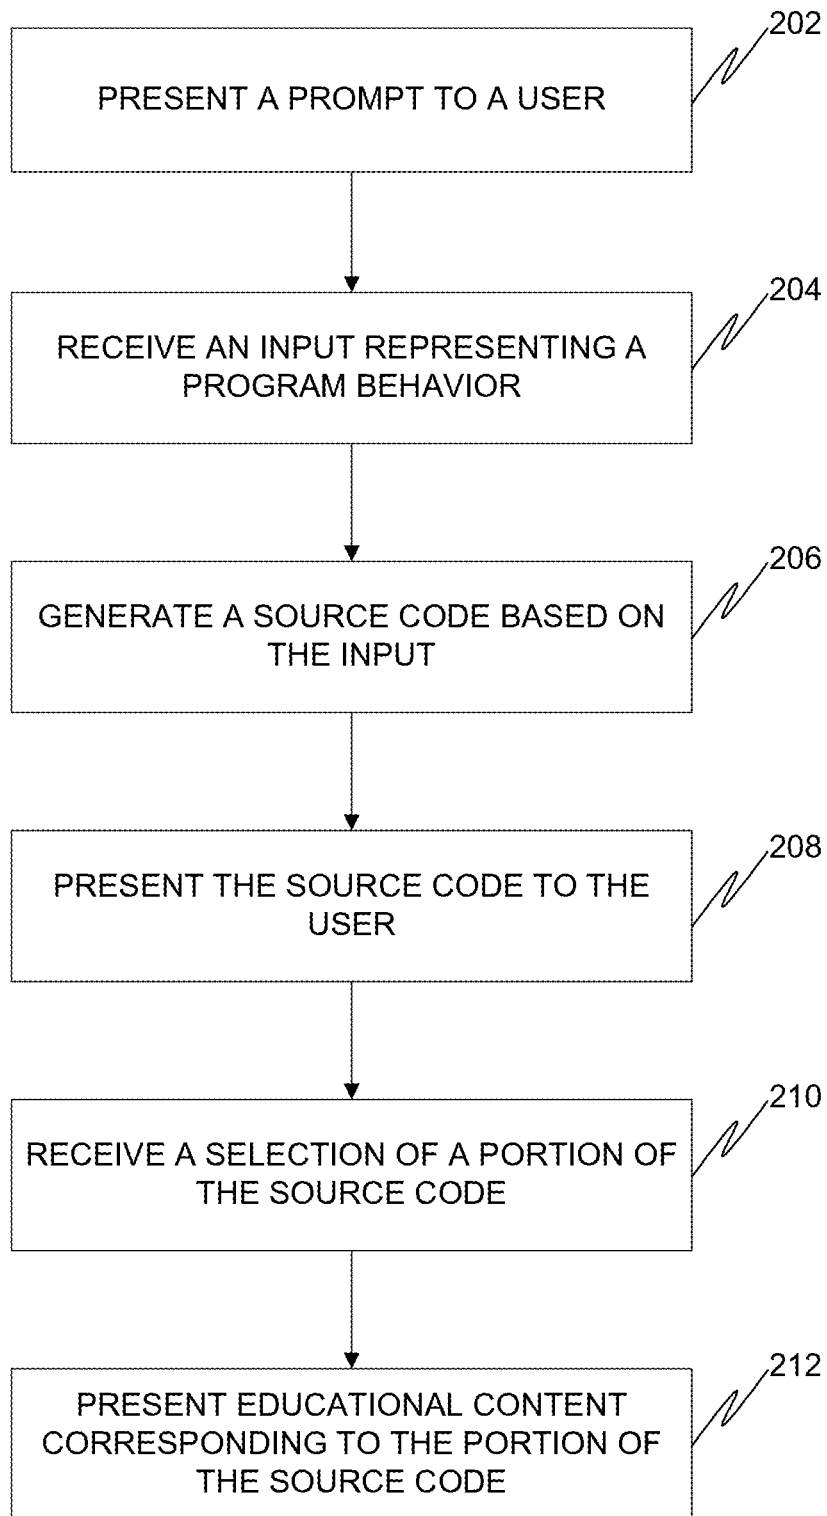 202
PRESENT A PROMPT TO A USER
204
RECEIVE AN INPUT REPRESENTING A
PROGRAM BEHAVIOR
206
GENERATE A SOURCE CODE BASED ON
THE INPUT
208
PRESENT THE SOURCE CODE TO THE
USER
210
RECEIVE A SELECTION OF A PORTION OF
THE SOURCE CODE
212
PRESENT EDUCATIONAL CONTENT
CORRESPONDING TO THE PORTION OF
THE SOURCE CODE